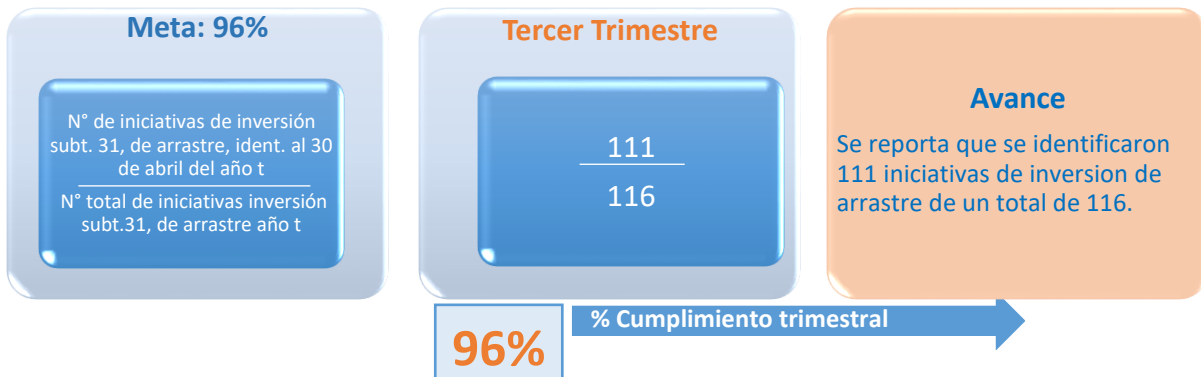 Meta: 96%
N° de iniciativas de inversión
subt. 31, de arrastre, ident. al 30
de abril del año t
N° total de iniciativas inversión
subt.31, de arrastre año t
Tercer Trimestre
111
116
Avance
Se reporta que se identificaron
111 iniciativas de inversion de
arrastre de un total de 116.
96%
% Cumplimiento trimestral